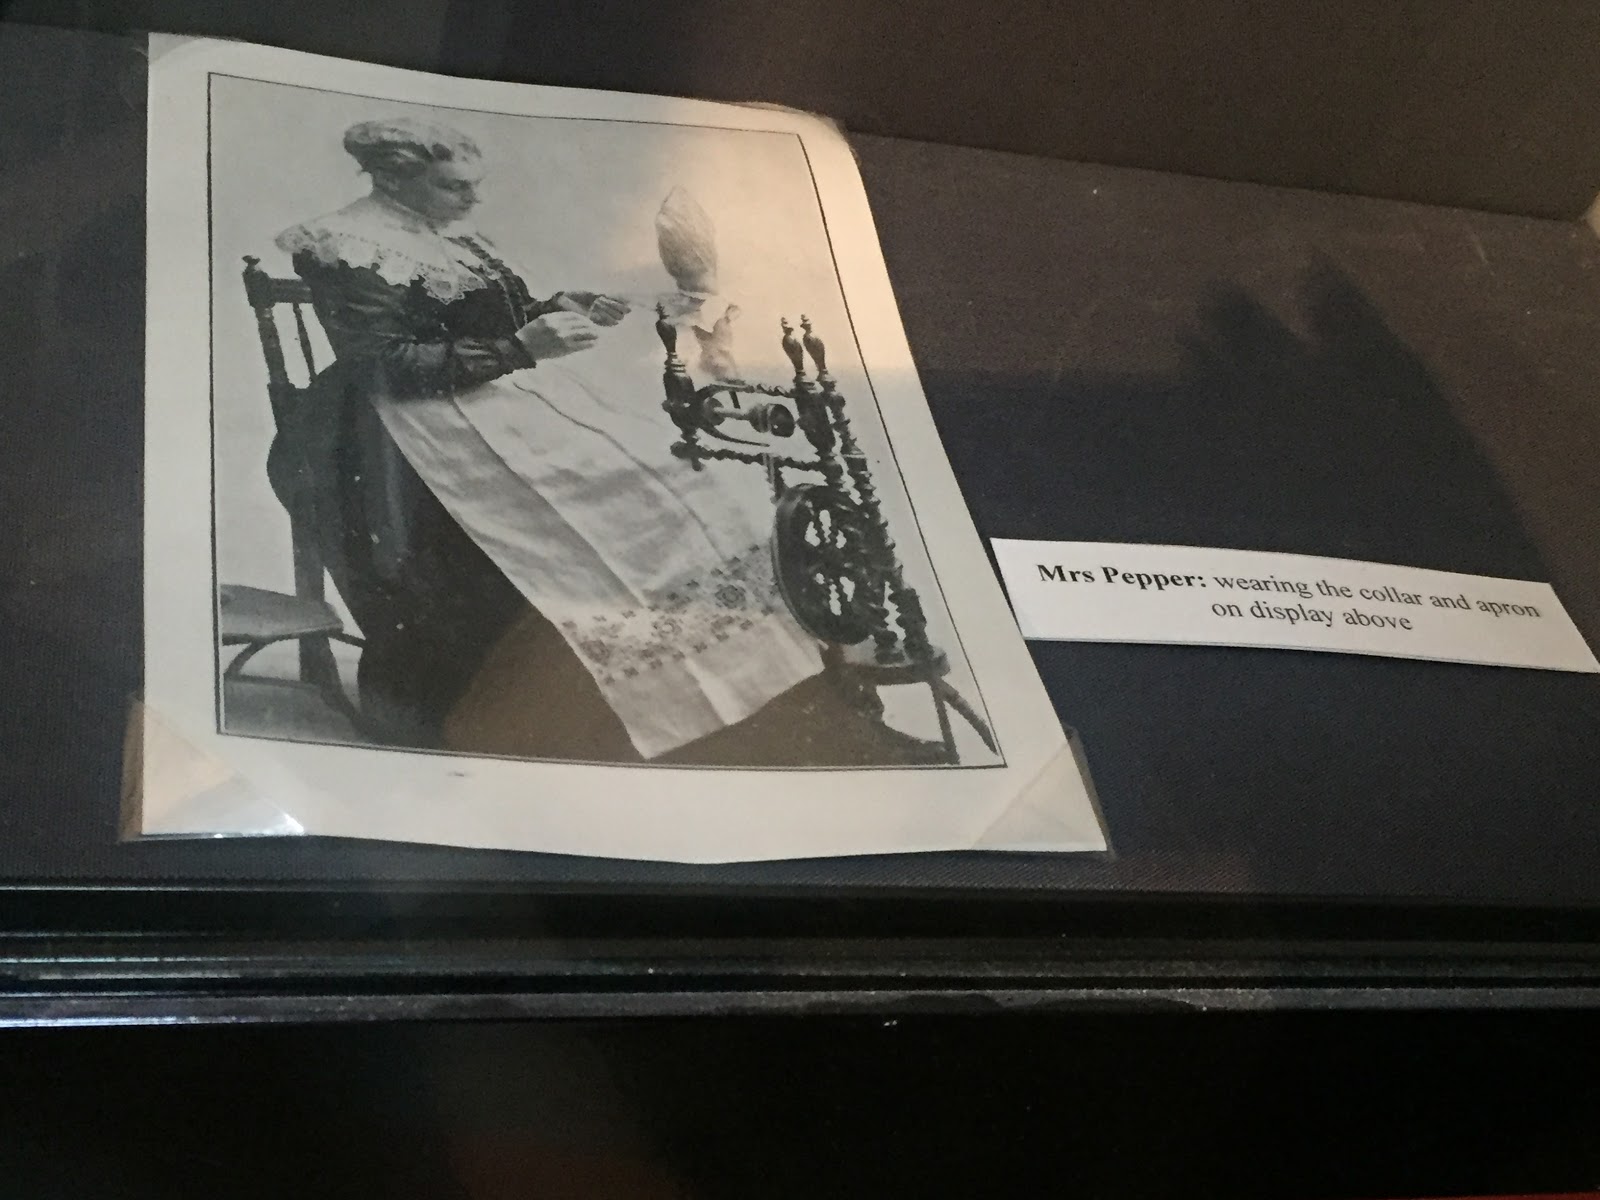 Mrs Pepper: wearing the collar and apron
on display above